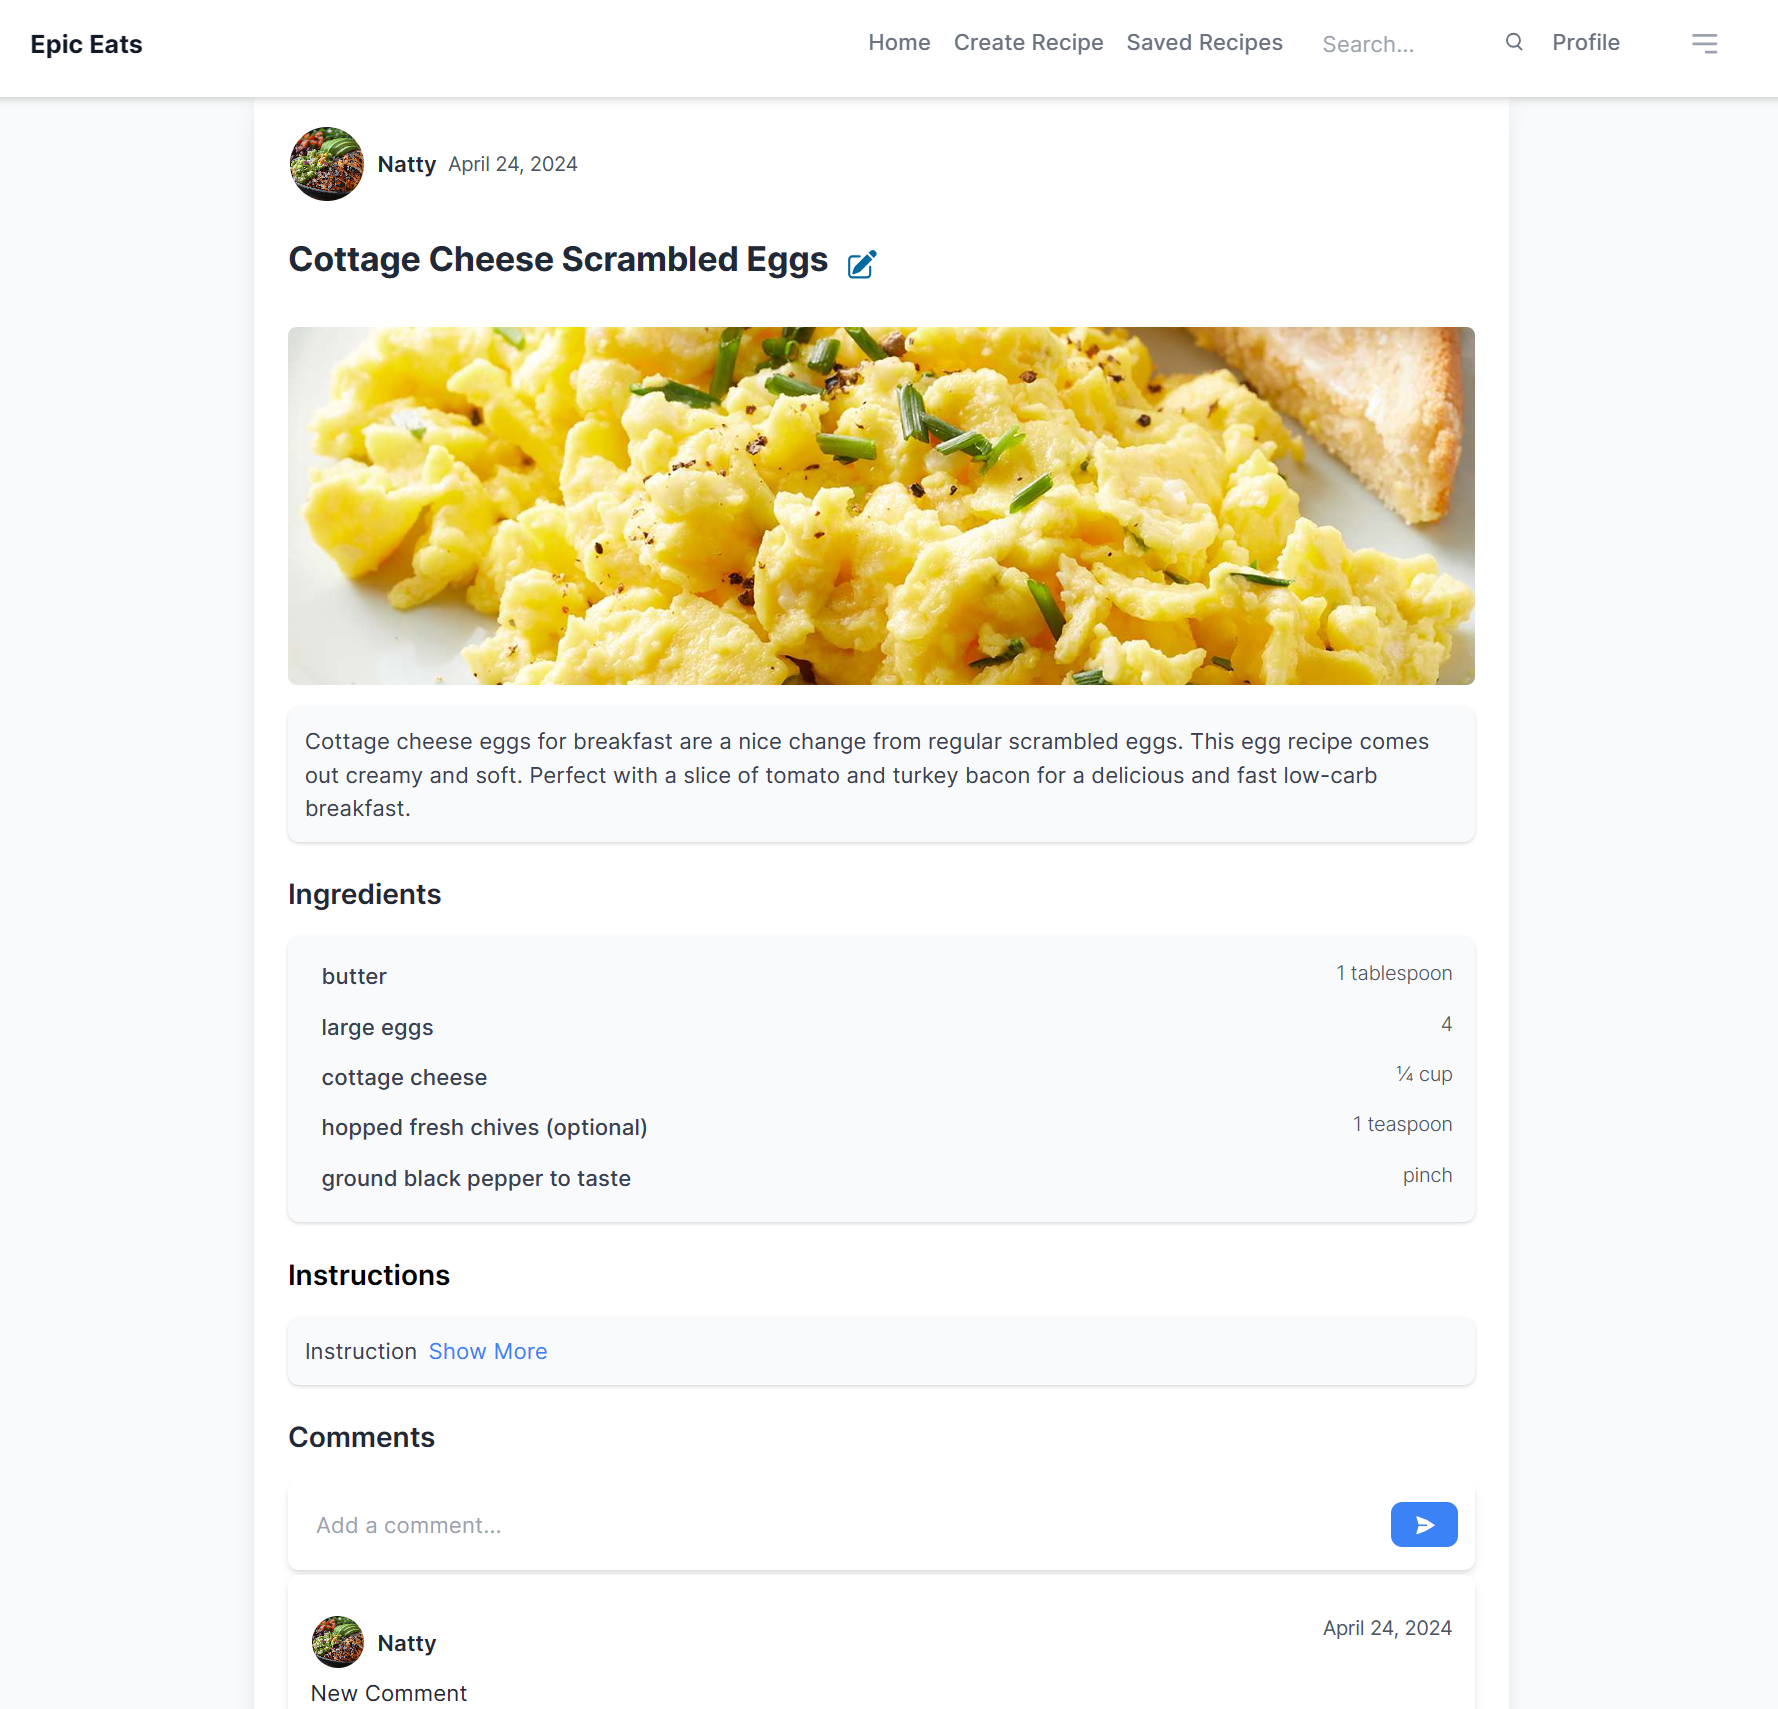 Epic Eats
Home Create Recipe Saved Recipes Search... Profile
Natty April 24, 2024
Cottage Cheese Scrambled Eggs
Cottage cheese eggs for breakfast are a nice change from regular scrambled eggs. This egg recipe comes
out creamy and soft. Perfect with a slice of tomato and turkey bacon for a delicious and fast low-carb
breakfast.
Ingredients
butter 1 tablespoon
large eggs 4
cottage cheese ¼ cup
hopped fresh chives (optional) 1 teaspoon
ground black pepper to taste pinch
Instructions
Instruction Show More
Comments
Add a comment...
Natty April 24, 2024
New Comment